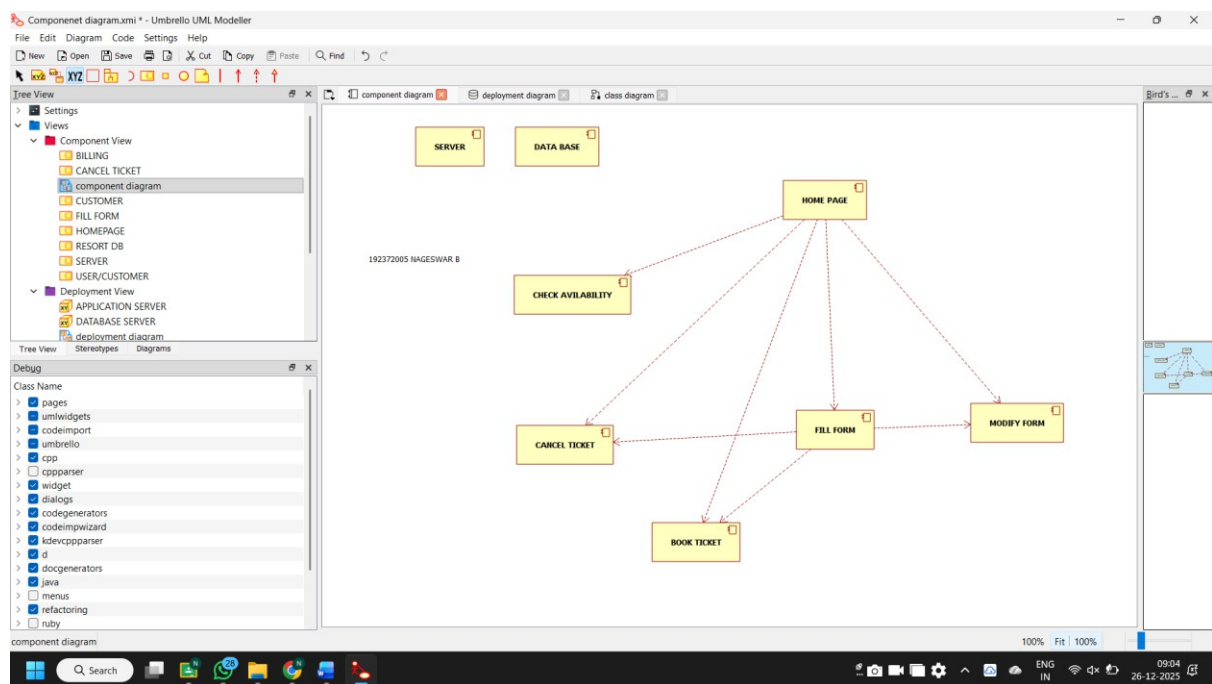 Componenet diagram.xmi * - Umbrello UML Modeller
File Edit Diagram Code Settings Help
New Open Save Cut Copy Paste Find
XYZ
Tree View
component diagram deployment diagram class diagram
Bird's ...
Settings
Views
Component View
BILLING
CANCEL TICKET
component diagram
CUSTOMER
FILL FORM
HOMEPAGE
RESORT DB
SERVER
USER/CUSTOMER
Deployment View
APPLICATION SERVER
DATABASE SERVER
deployment diagram
Tree View Stereotypes Diagrams
Debug
Class Name
pages
umlwidgets
codeimport
umbrello
cpp
cppparser
widget
dialogs
codegenerators
codeimpwizard
kdevcppparser
d
docgenerators
java
menus
refactoring
ruby
SERVER
DATA BASE
HOME PAGE
192372005 NAGESWAR B
CHECK AVILABILITY
CANCEL TICKET
FILL FORM
MODIFY FORM
BOOK TICKET
component diagram
100% Fit 100%
Search
28
ENG
IN
09:04
26-12-2025